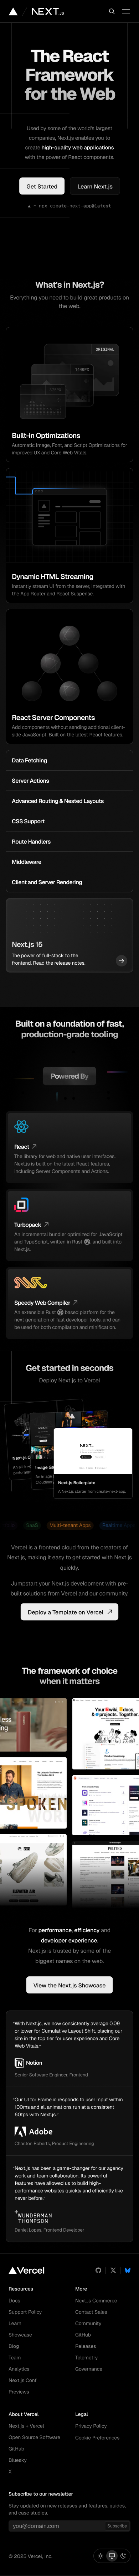 NEXT.JS
The React
Framework
for the Web
Used by some of the world's largest
companies, Next.js enables you to
create high-quality web applications
with the power of React components.
Get Started
Learn Next.js
▲ ~ npx create-next-app@latest
What's in Next.js?
Everything you need to build great products on
the web.
ORIGINAL
Built-in Optimizations
Automatic Image, Font, and Script Optimizations for
improved UX and Core Web Vitals.
Dynamic HTML Streaming
Instantly stream UI from the server, integrated with
the App Router and React Suspense.
React Server Components
Add components without sending additional client-
side JavaScript. Built on the latest React features.
Data Fetching
Server Actions
Advanced Routing & Nested Layouts
CSS Support
Route Handlers
Middleware
Client and Server Rendering
Next.js 15
The power of full-stack to the
frontend. Read the release notes.
Built on a foundation of fast,
production-grade tooling
Powered By
React
The library for web and native user interfaces.
Next.js is built on the latest React features,
including Server Components and Actions.
Turbopack
An incremental bundler optimized for JavaScript
and TypeScript, written in Rust and built into
Next.js.
Speedy Web Compiler
An extensible Rust based platform for the
next generation of fast developer tools, and can
be used for both compilation and minification.
Get started in seconds
Deploy Next.js to Vercel
Next.js Boilerplate
A Next.js starter from create-next-app.
SaaS
Multi-tenant Apps
Vercel is a frontend cloud from the creators of
Next.js, making it easy to get started with Next.js
quickly.
Jumpstart your Next.js development with pre-
built solutions from Vercel and our community.
Deploy a Template on Vercel
The framework of choice
when it matters
For performance, efficiency and
developer experience.
Next.js is trusted by some of the
biggest names on the web.
View the Next.js Showcase
"With Next.js, we now consistently average 0.09
or lower for Cumulative Layout Shift, placing our
site in the top tier for user experience and Core
Web Vitals."
Notion
Senior Software Engineer, Frontend
"Our UI for Frame.io responds to user input within
100ms and all animations run at a consistent
60fps with Next.js."
Adobe
Charlton Roberts, Product Engineering
"Next.js has been a game-changer for our agency
work and team collaboration. Its powerful
features have allowed us to build high-
performance websites quickly and efficiently like
never before."
WUNDERMAN
THOMPSON
Daniel Lopes, Frontend Developer
Vercel
Resources
More
Docs
Next.js Commerce
Support Policy
Contact Sales
Learn
Community
Showcase
GitHub
Blog
Releases
Team
Telemetry
Analytics
Governance
Next.js Conf
Previews
About Vercel
Legal
Next.js + Vercel
Privacy Policy
Open Source Software
Cookie Preferences
GitHub
Bluesky
X
Subscribe to our newsletter
Stay updated on new releases and features, guides,
and case studies.
you@domain.com
Subscribe
© 2025 Vercel, Inc.